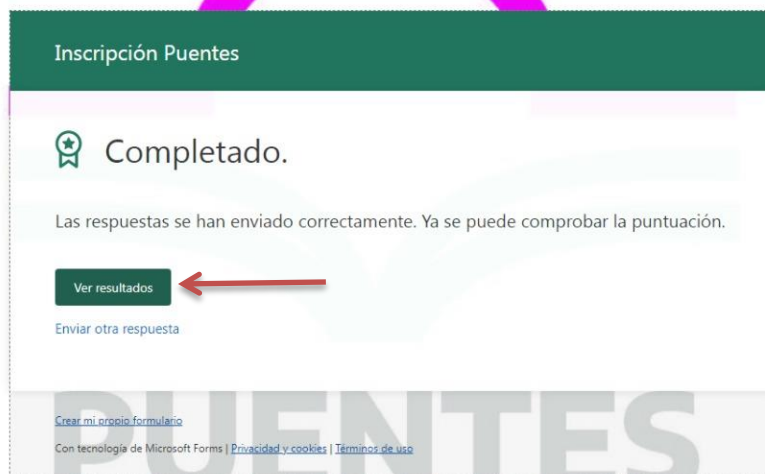 Inscripción Puentes
Completado.
Las respuestas se han enviado correctamente. Ya se puede comprobar la puntuación.
Ver resultados
Enviar otra respuesta
PUENTES
Crear mi propio formulario
Con tecnología de Microsoft Forms | Privacidad y cookies | Términos de uso